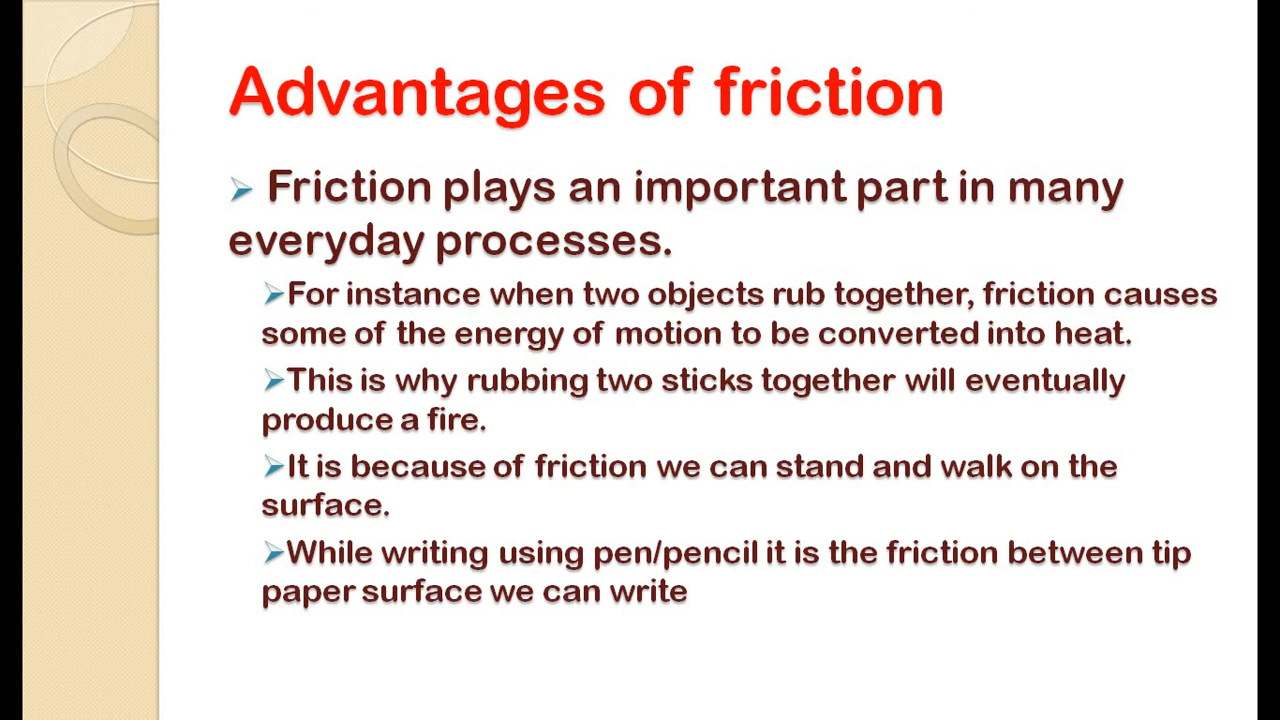 Advantages of friction
➢ Friction plays an important part in many
everyday processes.
➢For instance when two objects rub together, friction causes
some of the energy of motion to be converted into heat.
➢This is why rubbing two sticks together will eventually
produce a fire.
➢It is because of friction we can stand and walk on the
surface.
➢While writing using pen/pencil it is the friction between tip
paper surface we can write